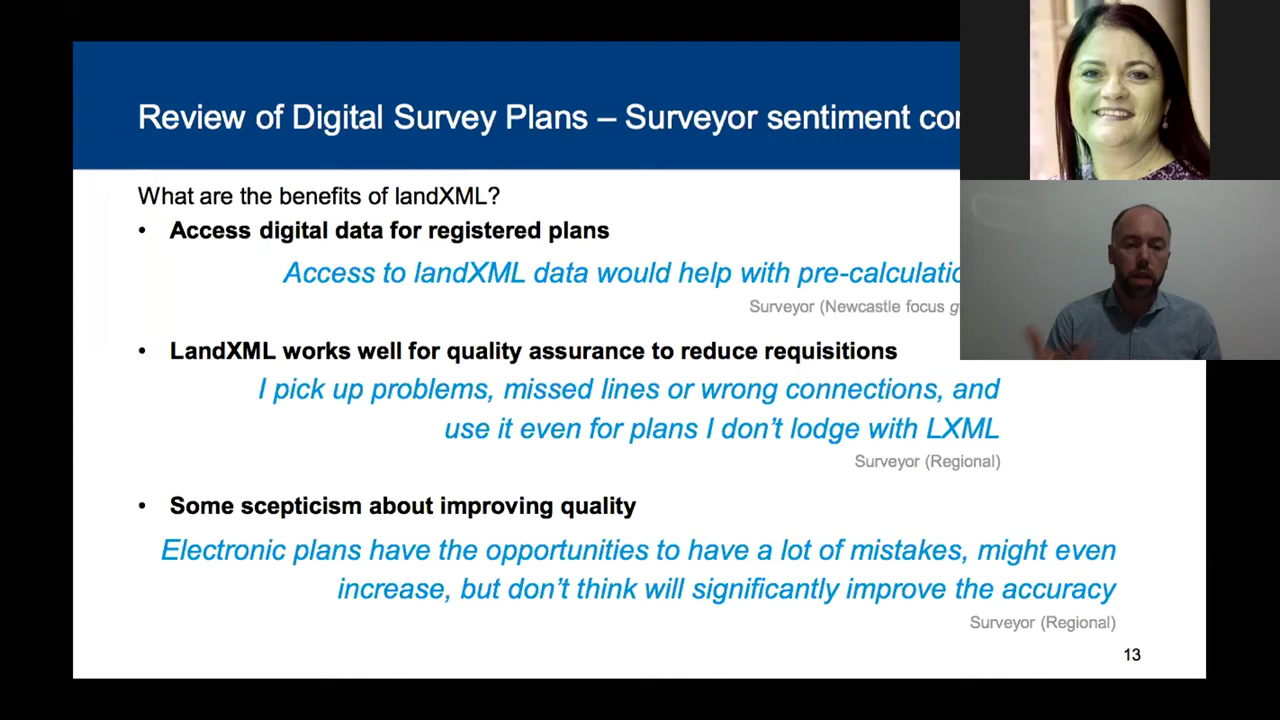 Review of Digital Survey Plans – Surveyor sentiment
What are the benefits of landXML?
• Access digital data for registered plans
Access to landXML data would help with
Surveyor (Newcastle focus
• LandXML works well for quality assurance to reduce requisitions
I pick up problems, missed lines or wrong connections, and
use it even for plans I don’t lodge with LXML
Surveyor (Regional)
• Some scepticism about improving quality
Electronic plans have the opportunities to have a lot of mistakes, might even
increase, but don’t think will significantly improve the accuracy
Surveyor (Regional)
13